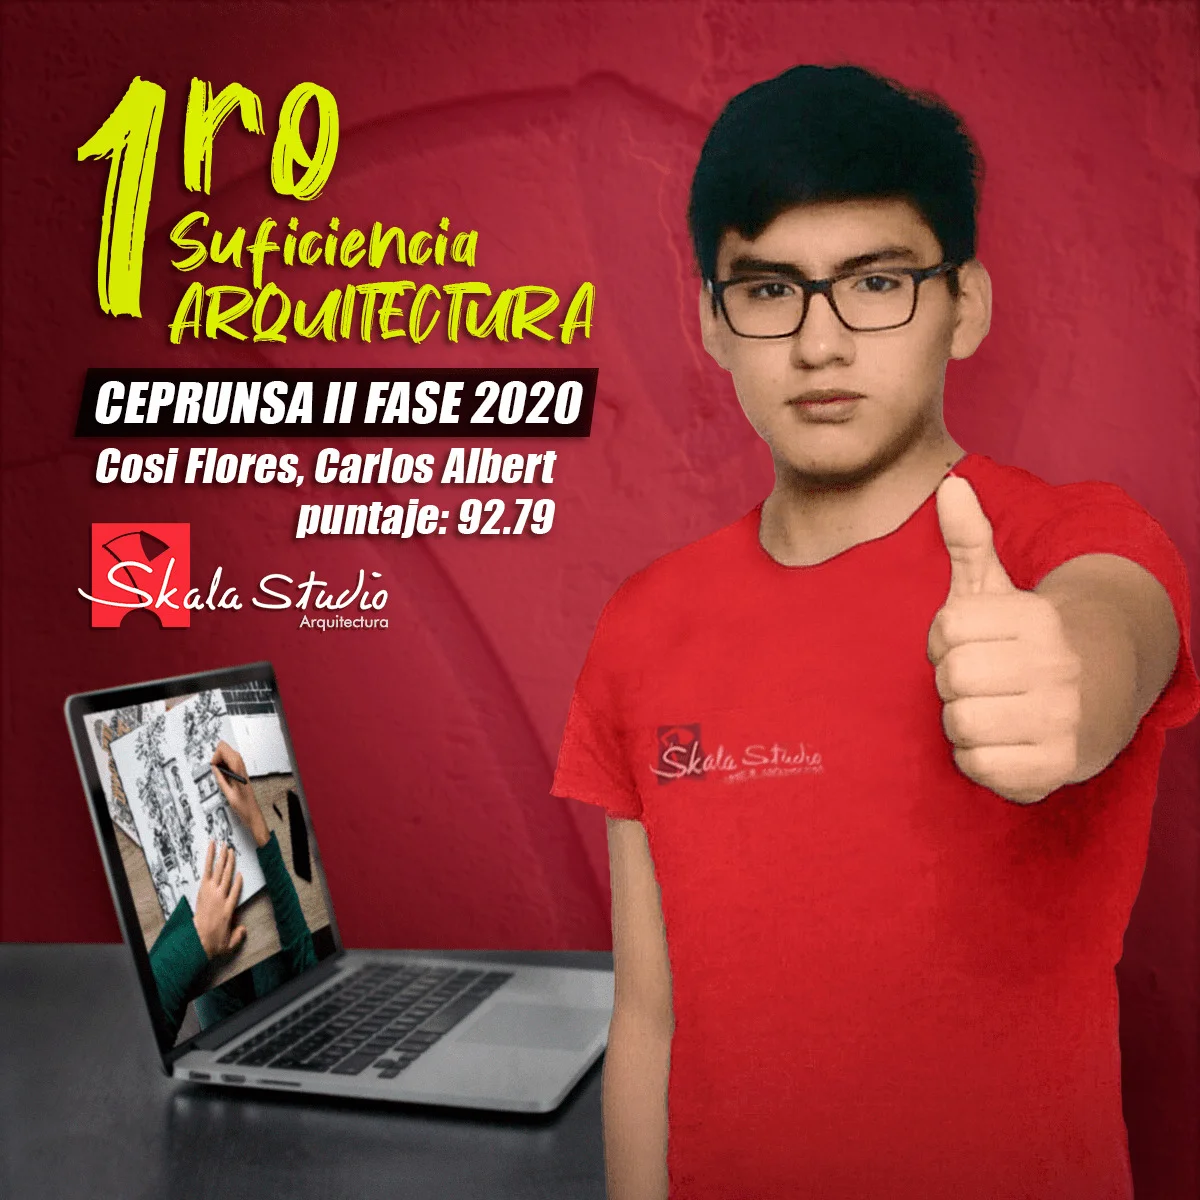 1ro
Suficiencia
ARQUITECTURA
CEPRUNSA II FASE 2020
Cosi Flores, Carlos Albert
puntaje: 92.79
Skala Studio
Arquitectura
Skala Studio